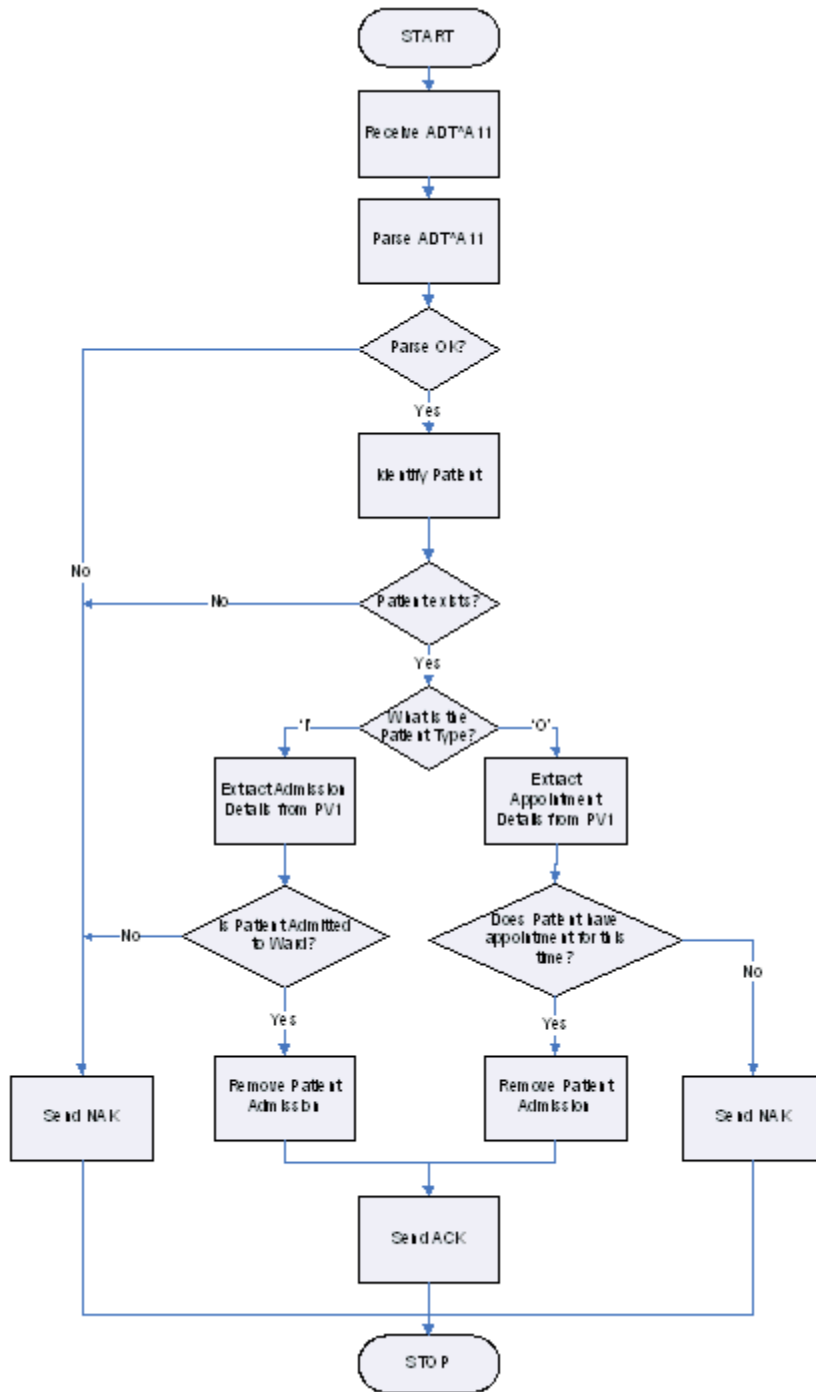 START
Receive ADT^A11
Parse ADT^A11
Parse OK?
Yes
Identify Patient
No
Patient exists?
No
Yes
What is the
Patient Type?
'I'
'O'
Extract Admission
Details from PV1
Extract
Appointment
Details from PV1
Is Patient Admitted
to Ward?
No
Does Patient have
appointment for this
time?
No
Yes
Yes
Remove Patient
Admission
Remove Patient
Admission
Send NAK
Send NAK
Send ACK
STOP